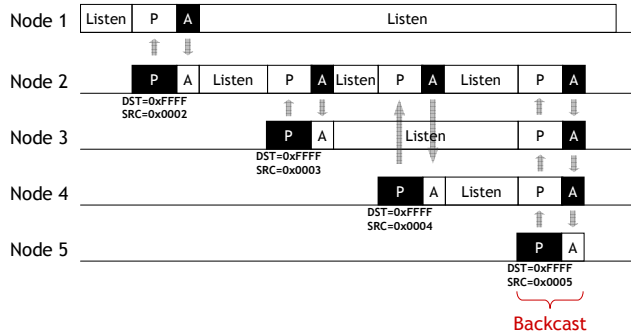 Node 1 Listen P A Listen
Node 2 P A Listen P A Listen P A Listen P A
DST=0xFFFF
SRC=0x0002
Node 3 P A Listen P A
DST=0xFFFF
SRC=0x0003
Node 4 P A Listen P A
DST=0xFFFF
SRC=0x0004
Node 5 P A
DST=0xFFFF
SRC=0x0005
Backcast